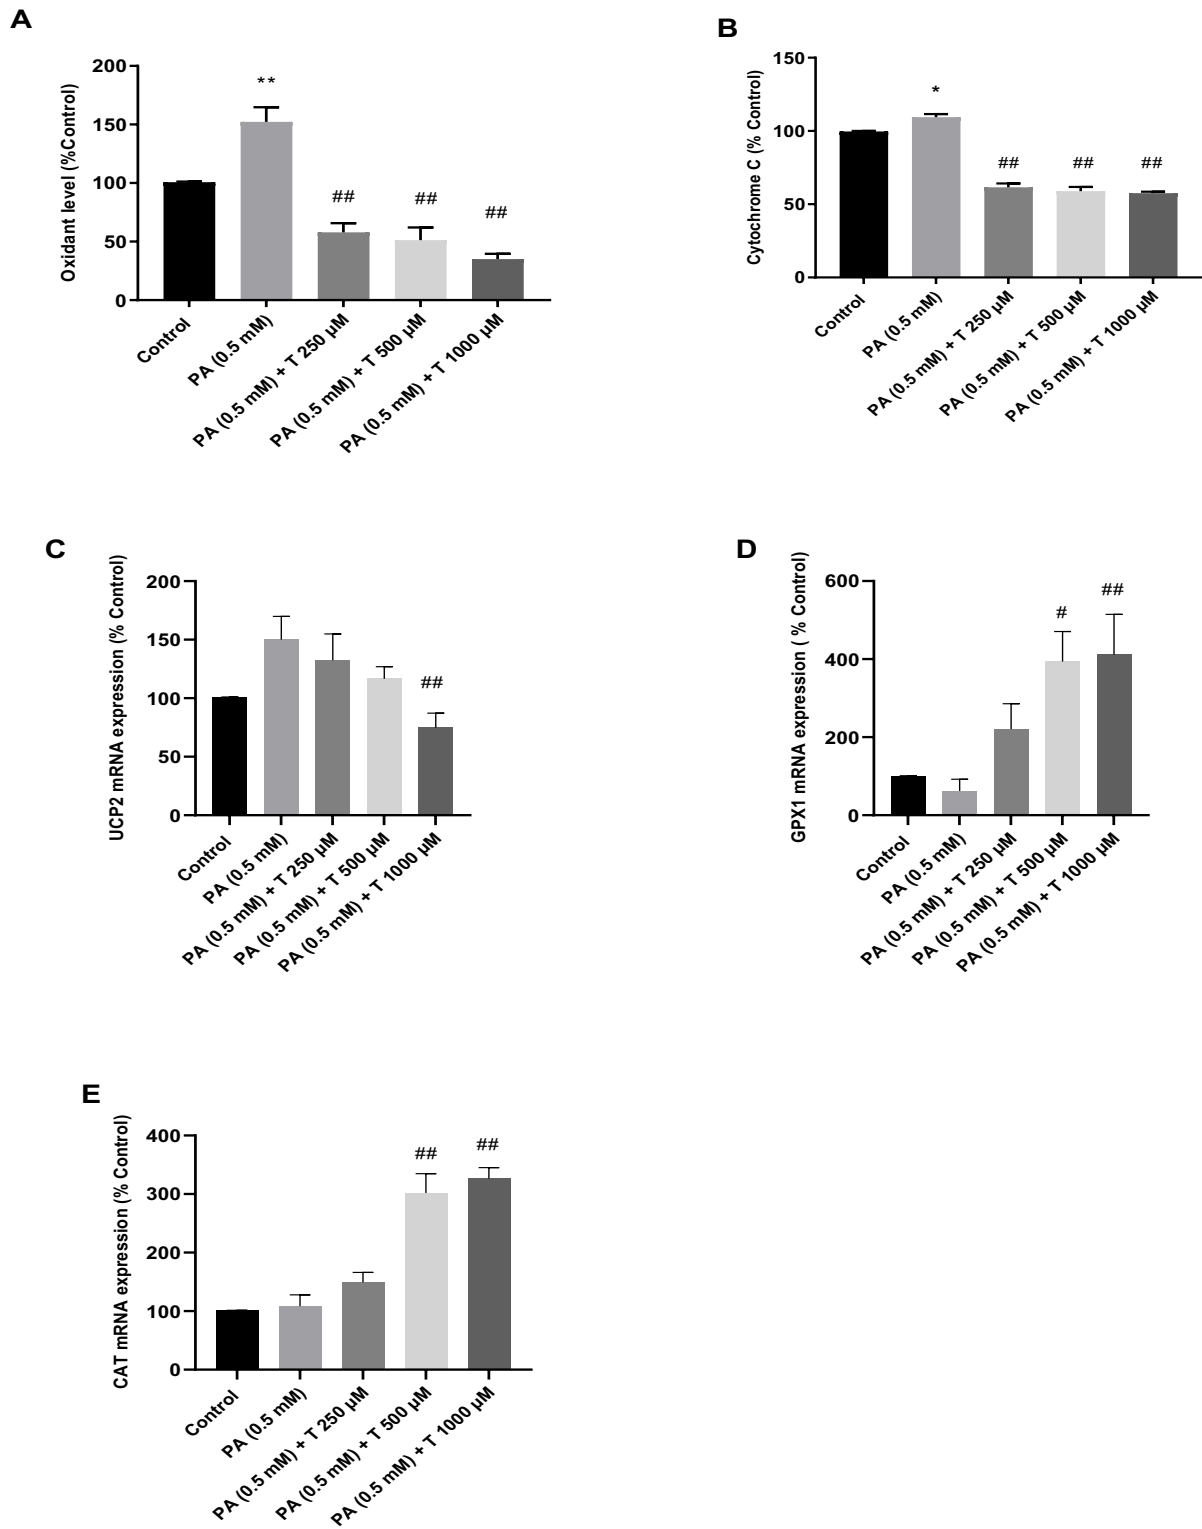 A
Oxidant level (%Control)
200
150
100
50
0
**
##
##
##
Control
PA (0.5 mM)
PA (0.5 mM) + T 250 µM
PA (0.5 mM) + T 500 µM
PA (0.5 mM) + T 1000 µM
B
Cytochrome C (% Control)
150
100
50
0
*
##
##
##
Control
PA (0.5 mM)
PA (0.5 mM) + T 250 µM
PA (0.5 mM) + T 500 µM
PA (0.5 mM) + T 1000 µM
C
UCP2 mRNA expression (% Control)
200
150
100
50
0
##
Control
PA (0.5 mM)
PA (0.5 mM) + T 250 µM
PA (0.5 mM) + T 500 µM
PA (0.5 mM) + T 1000 µM
D
GPX1 mRNA expression ( % Control)
600
400
200
0
#
##
Control
PA (0.5 mM)
PA (0.5 mM) + T 250 µM
PA (0.5 mM) + T 500 µM
PA (0.5 mM) + T 1000 µM
E
CAT mRNA expression (% Control)
400
300
200
100
0
##
##
Control
PA (0.5 mM)
PA (0.5 mM) + T 250 µM
PA (0.5 mM) + T 500 µM
PA (0.5 mM) + T 1000 µM